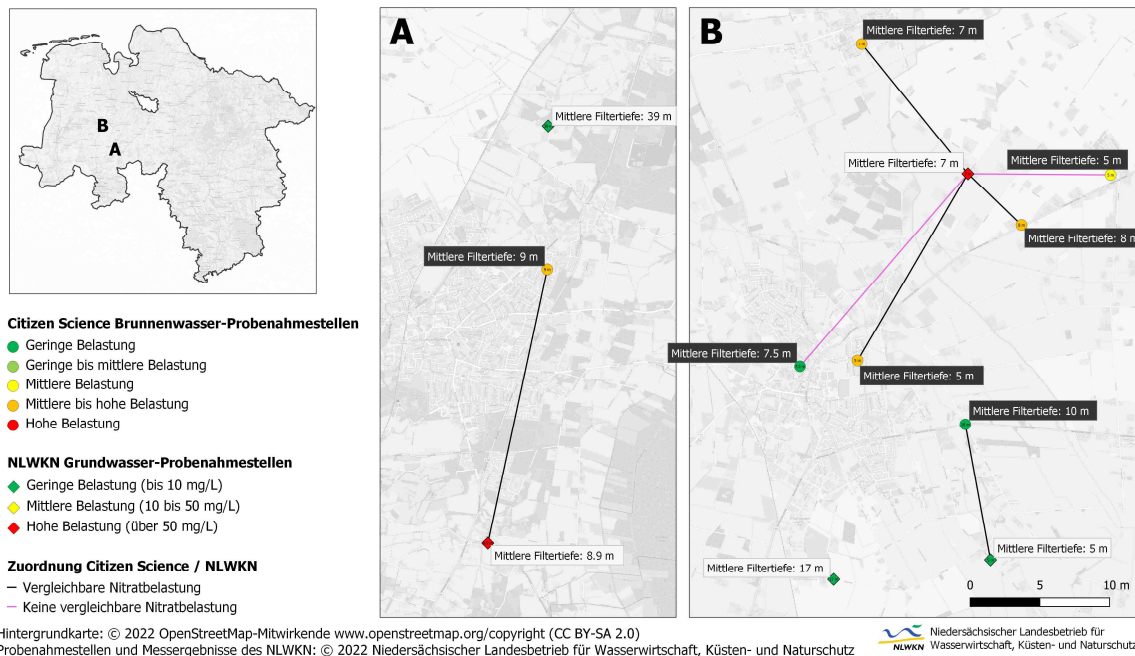 B
A
Citizen Science Brunnenwasser-Probenahmestellen
Geringe Belastung
Geringe bis mittlere Belastung
Mittlere Belastung
Mittlere bis hohe Belastung
Hohe Belastung
NLWKN Grundwasser-Probenahmestellen
Geringe Belastung (bis 10 mg/L)
Mittlere Belastung (10 bis 50 mg/L)
Hohe Belastung (über 50 mg/L)
Zuordnung Citizen Science / NLWKN
Vergleichbare Nitratbelastung
Keine vergleichbare Nitratbelastung
A
Mittlere Filtertiefe: 39 m
Mittlere Filtertiefe: 9 m
9 m
Mittlere Filtertiefe: 8.9 m
B
Mittlere Filtertiefe: 7 m
Mittlere Filtertiefe: 7 m
Mittlere Filtertiefe: 5 m
Mittlere Filtertiefe: 8 m
Mittlere Filtertiefe: 7.5 m
Mittlere Filtertiefe: 5 m
Mittlere Filtertiefe: 10 m
Mittlere Filtertiefe: 5 m
Mittlere Filtertiefe: 17 m
0 5 10 m
Hintergrundkarte: © 2022 OpenStreetMap-Mitwirkende www.openstreetmap.org/copyright (CC BY-SA 2.0)
Probenahmestellen und Messergebnisse des NLWKN: © 2022 Niedersächsischer Landesbetrieb für Wasserwirtschaft, Küsten- und Naturschutz
NLWKN
Niedersächsischer Landesbetrieb für
Wasserwirtschaft, Küsten- und Naturschutz